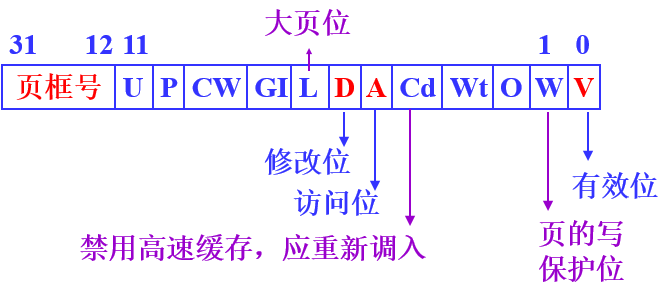 大页位
31 12 11 1 0
页框号 U P CW GI L D A Cd Wt O W V
修改位
访问位
有效位
禁用高速缓存，应重新调入
页的写
保护位